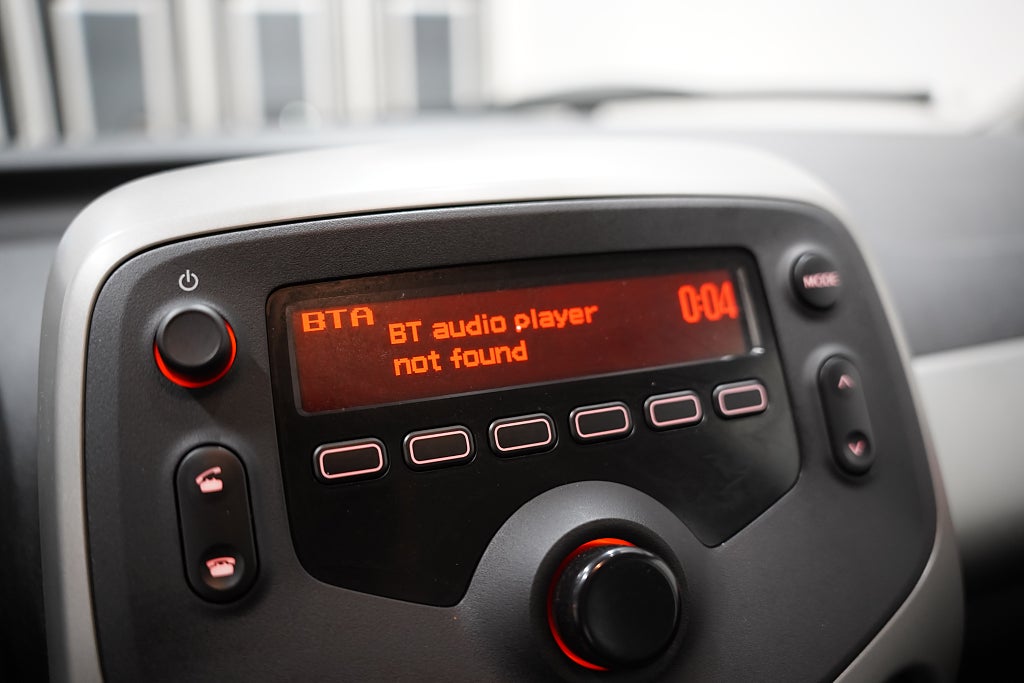 BTA
BT audio player
not found
0:04
MODE